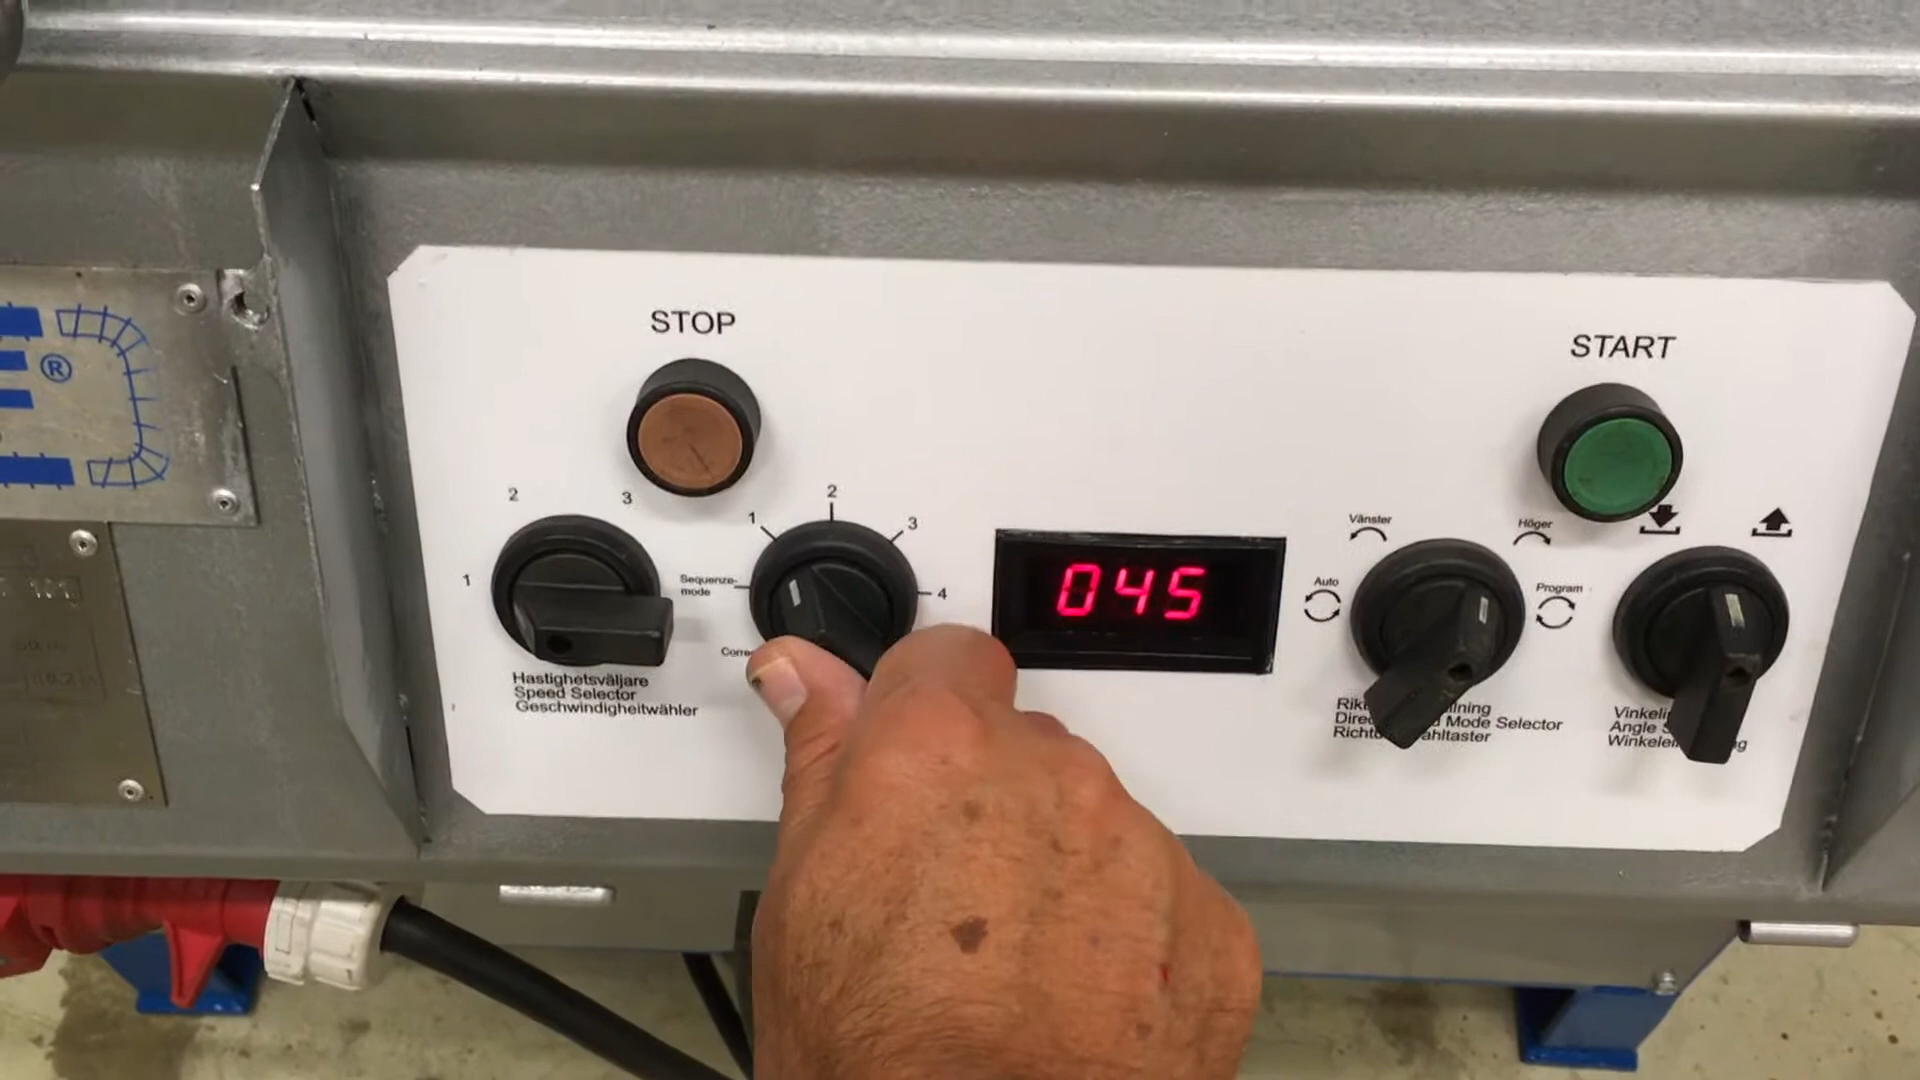 STOP
START
2
3
1
Hastighetsväljare
Speed Selector
Geschwindigheitwähler
1
2
3
4
Sequenze-
mode
045
Vänster
Höger
Auto
Program
Mode Selector
Angle
®